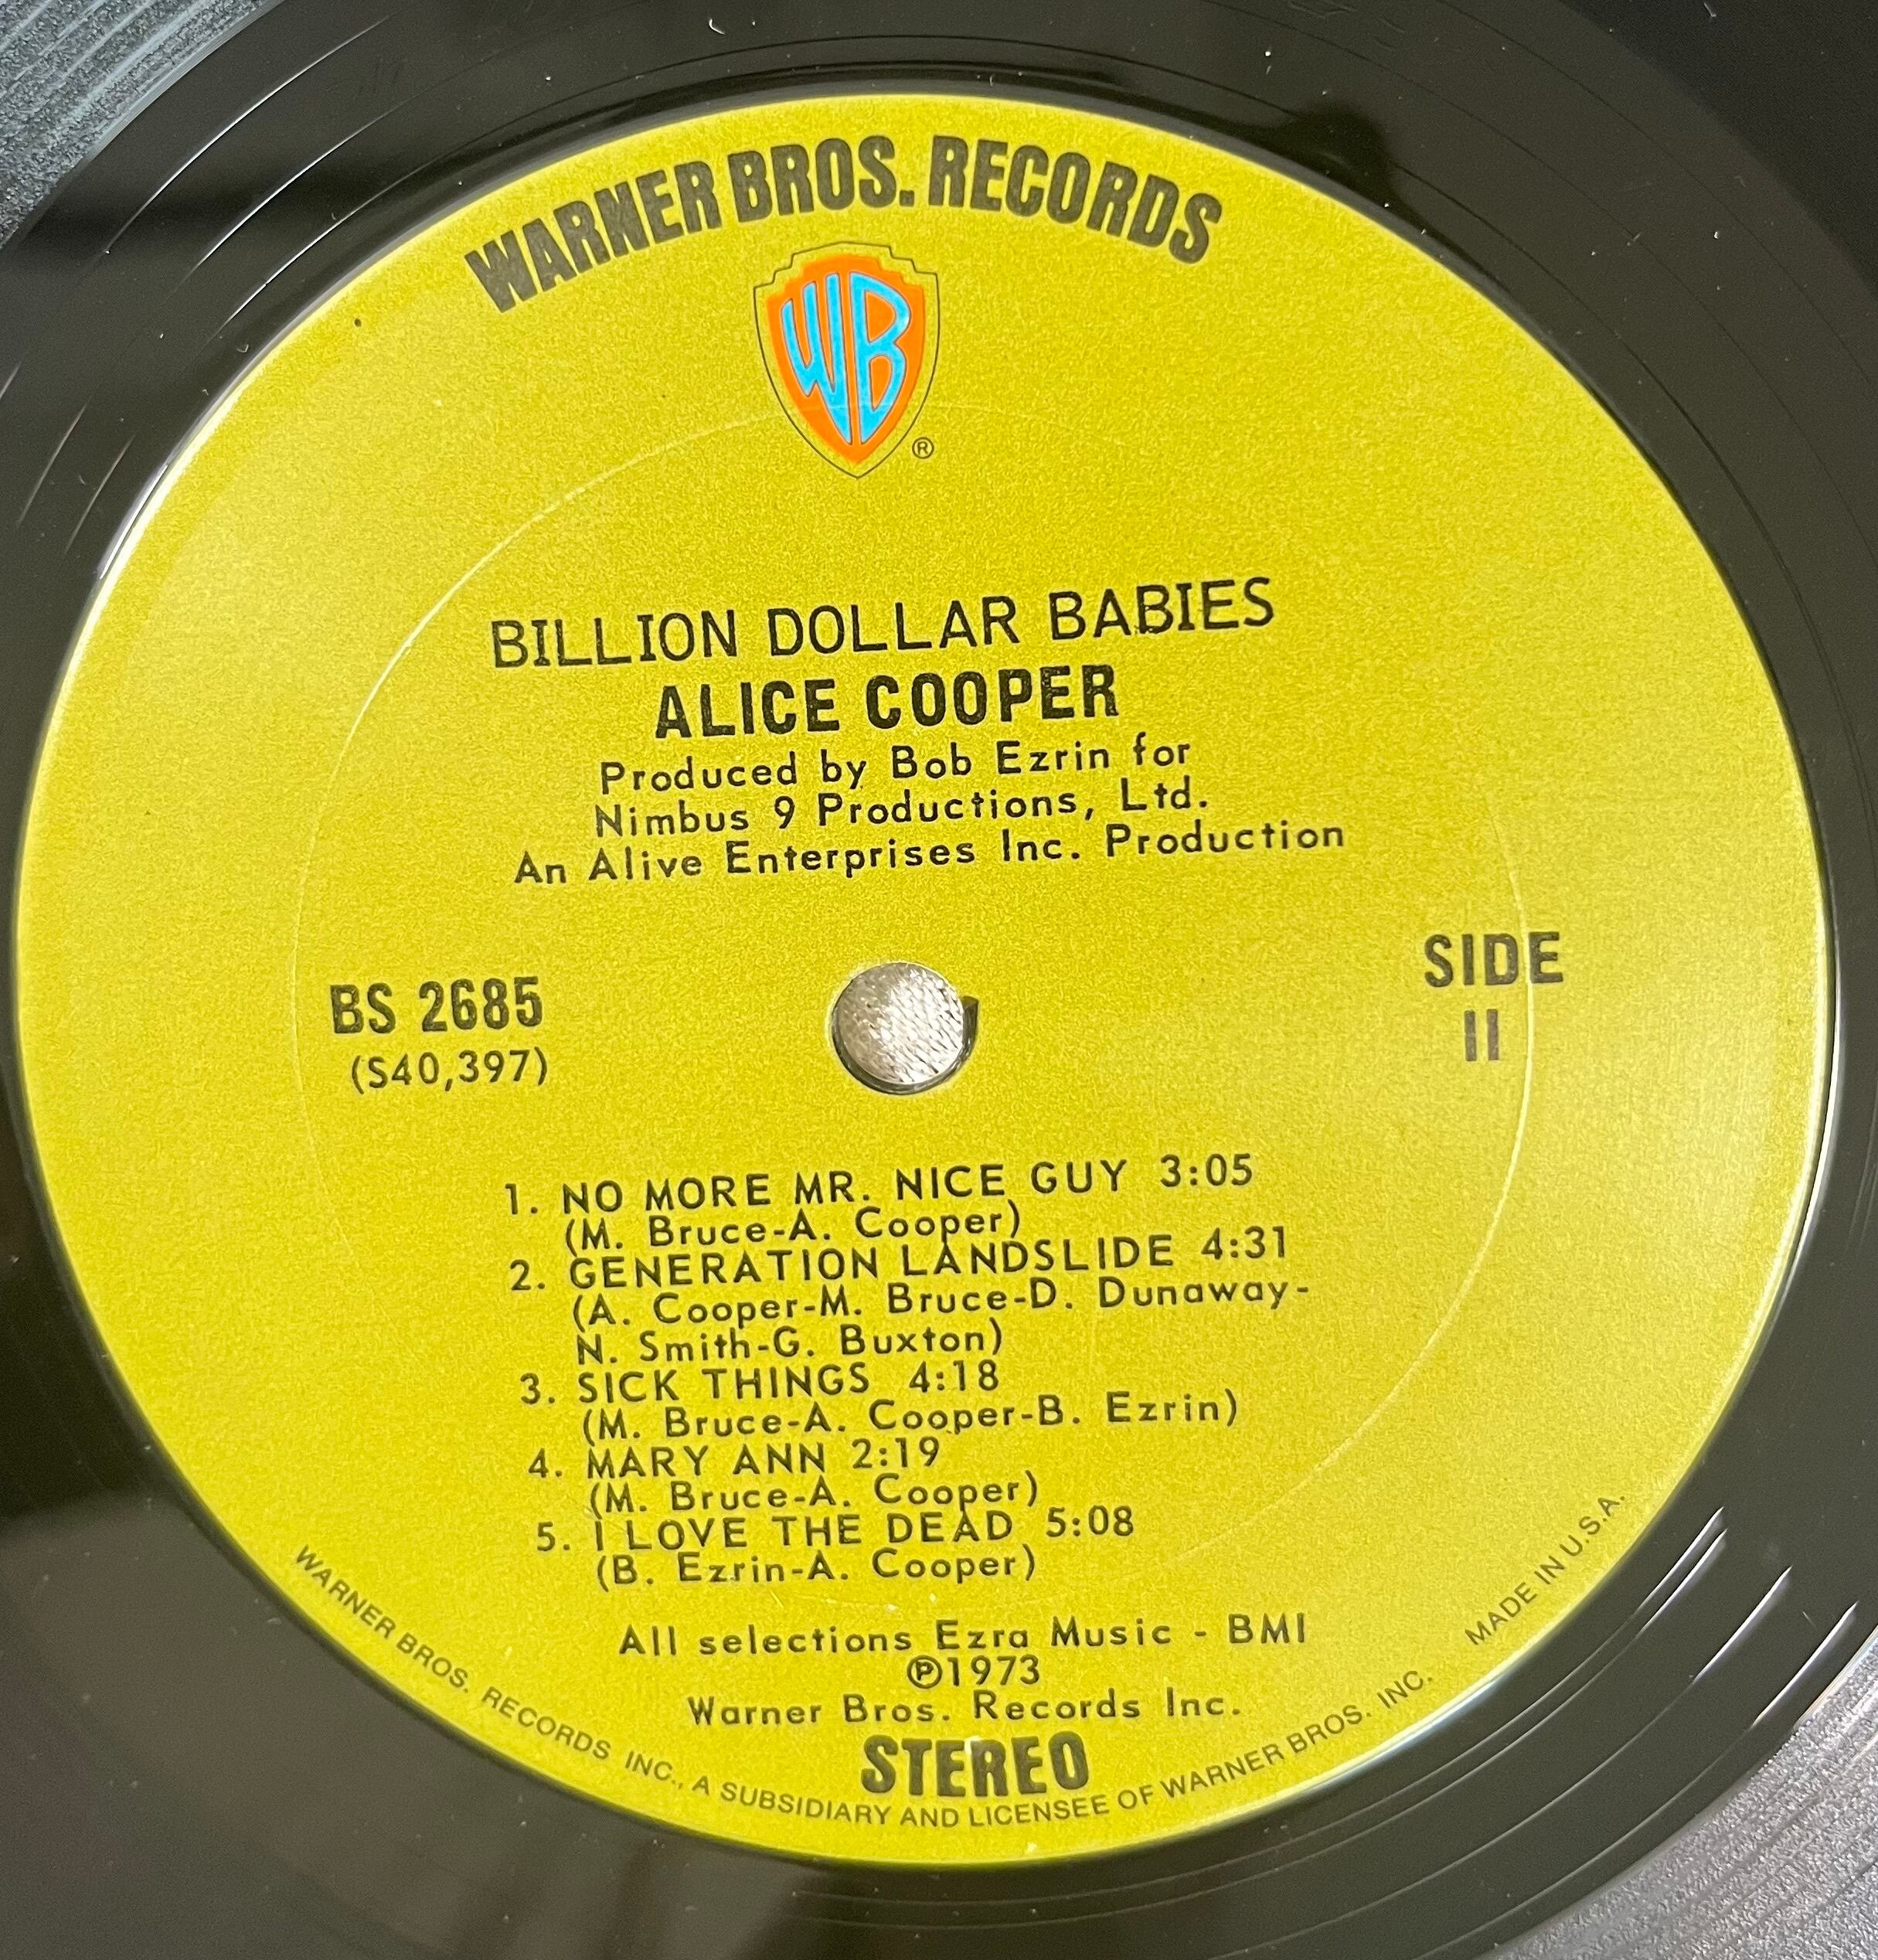 WARNER BROS. RECORDS
WB
®
BILLION DOLLAR BABIES
ALICE COOPER
Produced by Bob Ezrin for
Nimbus 9 Productions, Ltd.
An Alive Enterprises Inc. Production
BS 2685
(S40,397)
SIDE
II
1. NO MORE MR. NICE GUY 3:05
(M. Bruce-A. Cooper)
2. GENERATION LANDSLIDE 4:31
(A. Cooper-M. Bruce-D. Dunaway-
N. Smith-G. Buxton)
3. SICK THINGS 4:18
(M. Bruce-A. Cooper-B. Ezrin)
4. MARY ANN 2:19
(M. Bruce-A. Cooper)
5. I LOVE THE DEAD 5:08
(B. Ezrin-A. Cooper)
All selections Ezra Music - BMI
℗1973
Warner Bros. Records Inc.
STEREO
WARNER BROS. RECORDS INC., A SUBSIDIARY AND LICENSEE OF WARNER BROS. INC. MADE IN U.S.A.